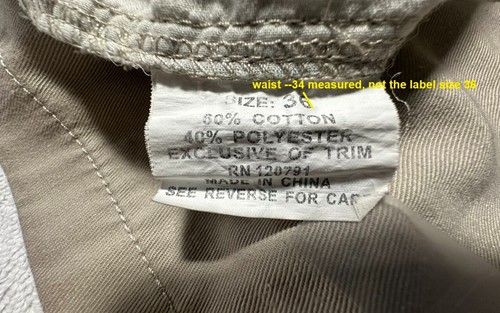 waist --34 measured, not the label size 36
SIZE: 36
60% COTTON
40% POLYESTER
EXCLUSIVE OF TRIM
RN 120791
MADE IN CHINA
SEE REVERSE FOR CAR